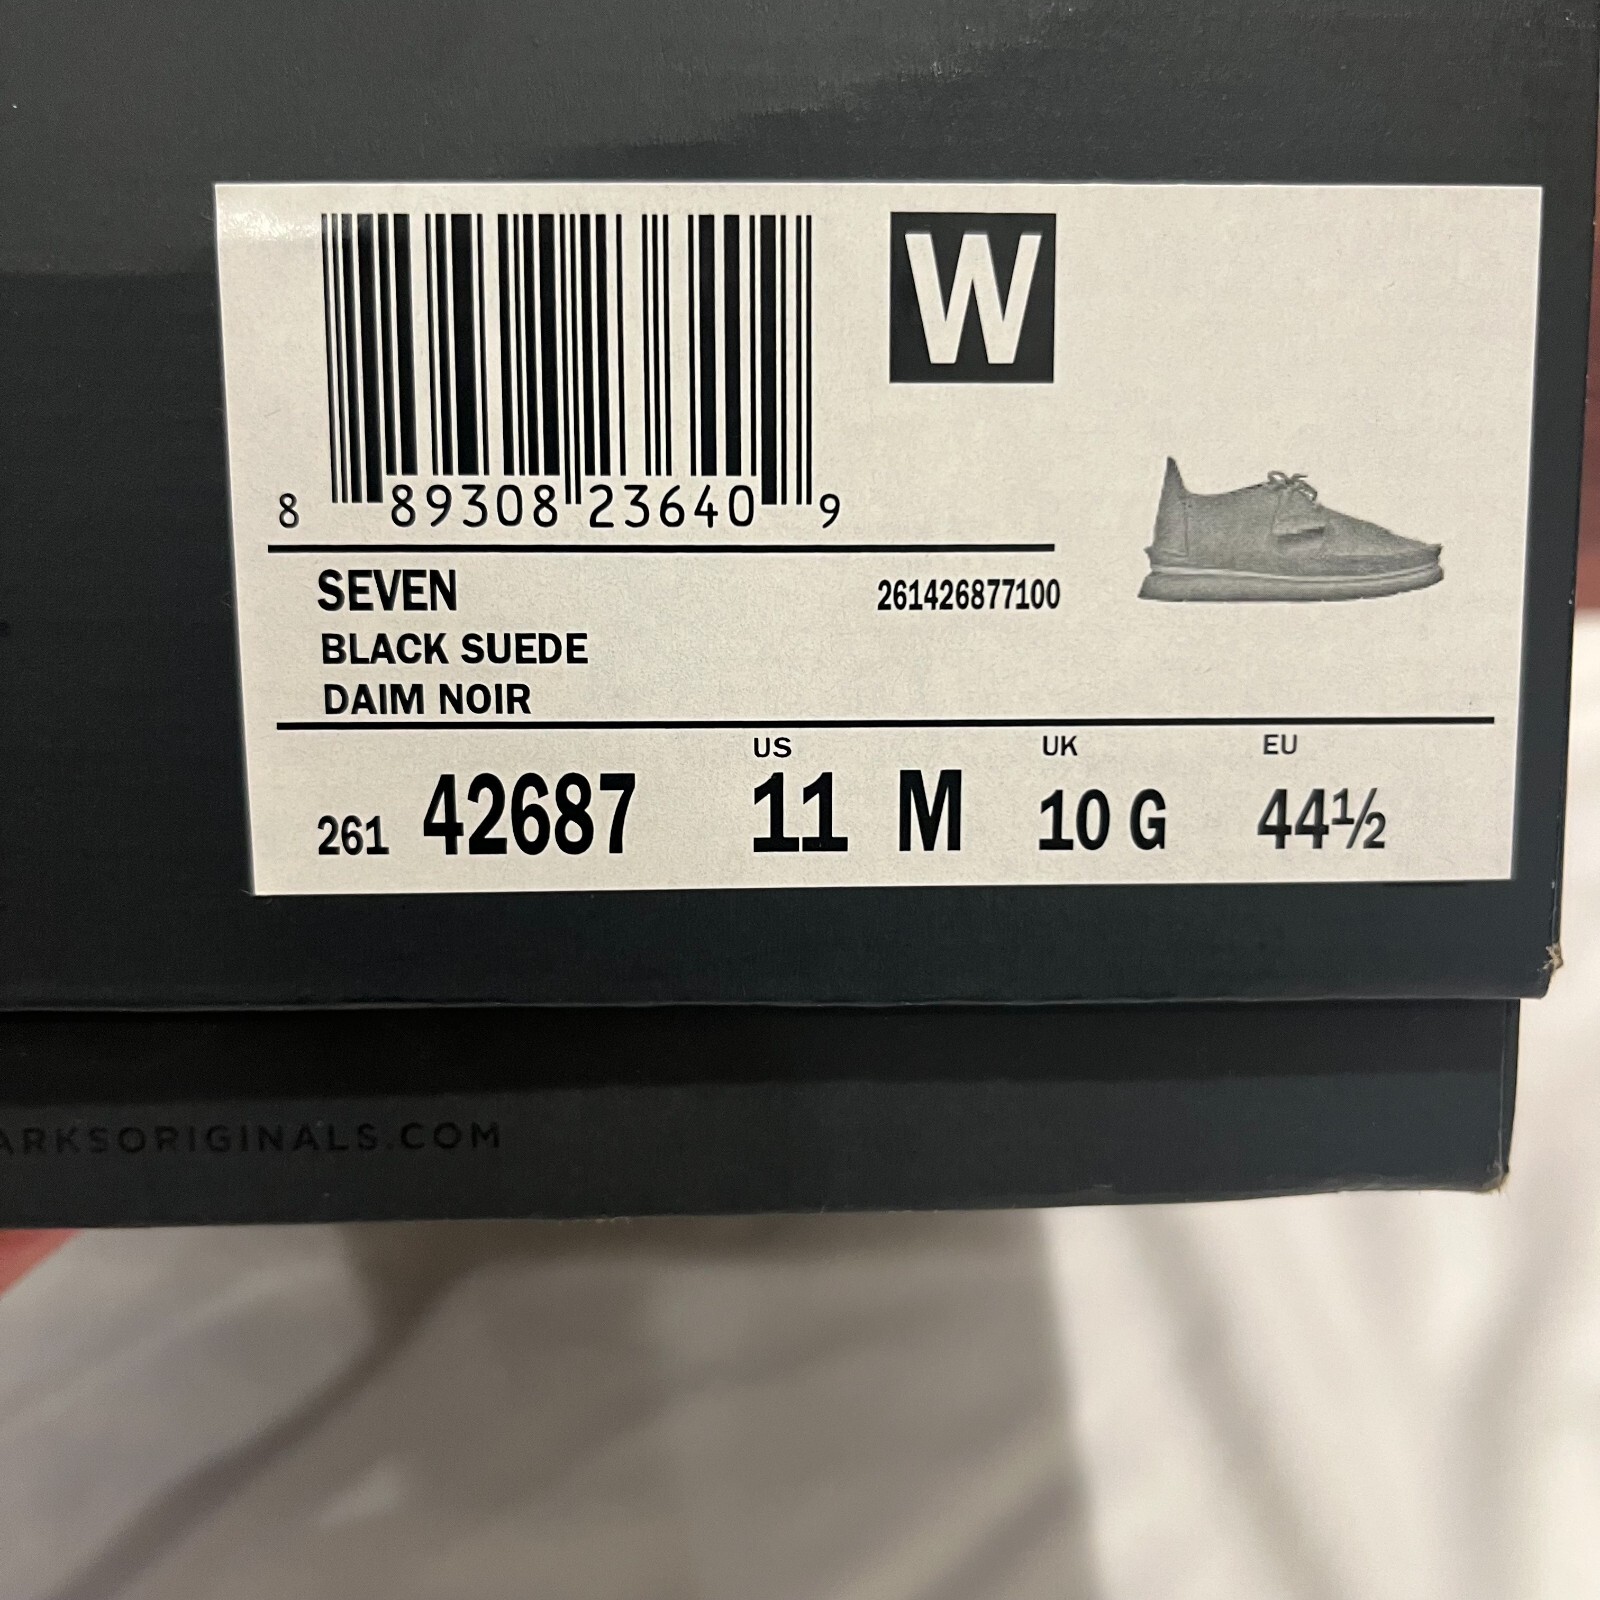 W
8 89308 23640 9
SEVEN 261426877100
BLACK SUEDE
DAIM NOIR
US UK EU
261 42687 11 M 10 G 44½
ARKSORIGINALS.COM